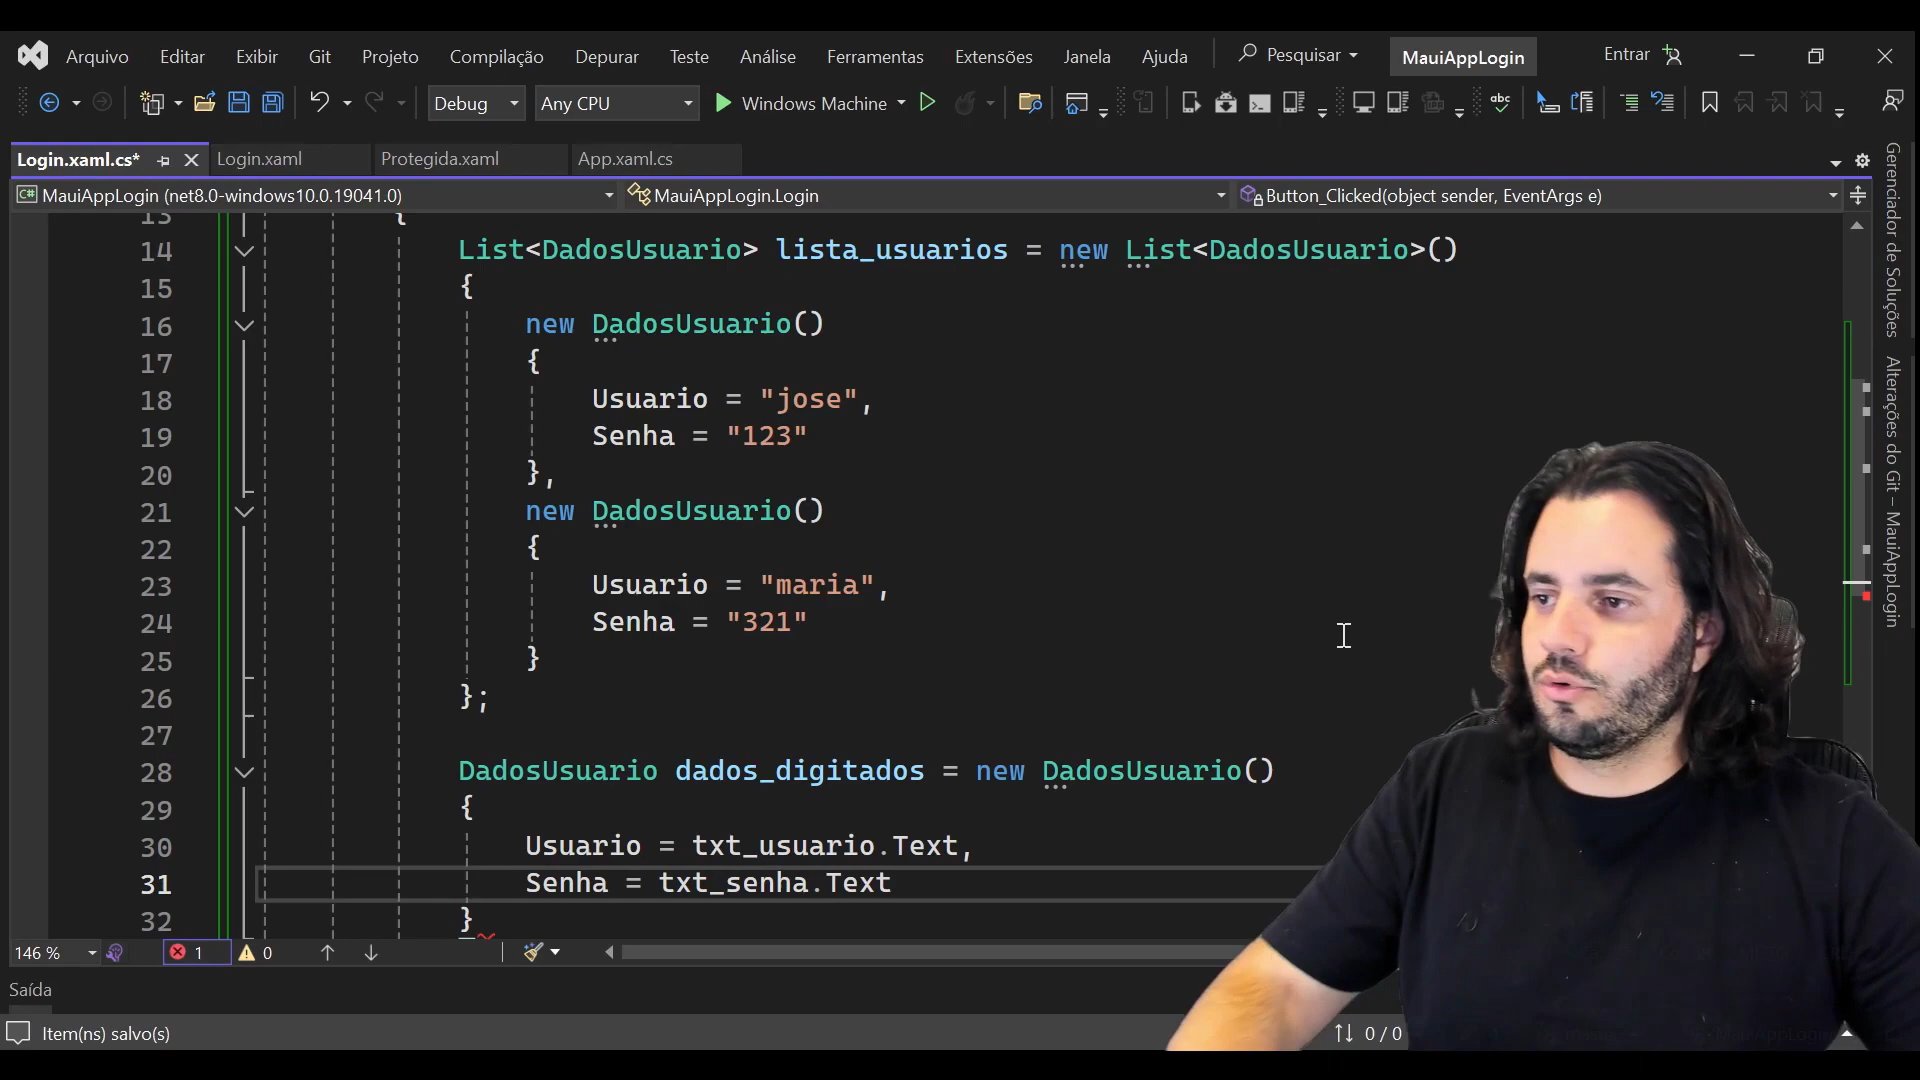 Arquivo Editar Exibir Git Projeto Compilação Depurar Teste Análise Ferramentas Extensões Janela Ajuda Pesquisar MauiAppLogin Entrar
Debug Any CPU Windows Machine
Login.xaml.cs* Login.xaml Protegida.xaml App.xaml.cs
MauiAppLogin (net8.0-windows10.0.19041.0) MauiAppLogin.Login Button_Clicked(object sender, EventArgs e)
13 {
14 List<DadosUsuario> lista_usuarios = new List<DadosUsuario>()
15 {
16 new DadosUsuario()
17 {
18 Usuario = "jose",
19 Senha = "123"
20 },
21 new DadosUsuario()
22 {
23 Usuario = "maria",
24 Senha = "321"
25 }
26 };
27
28 DadosUsuario dados_digitados = new DadosUsuario()
29 {
30 Usuario = txt_usuario.Text,
31 Senha = txt_senha.Text
32 }
146 % 1 0
Saída
Item(ns) salvo(s) 0 / 0
Gerenciador de Soluções
Alterações do Git – MauiAppLogin